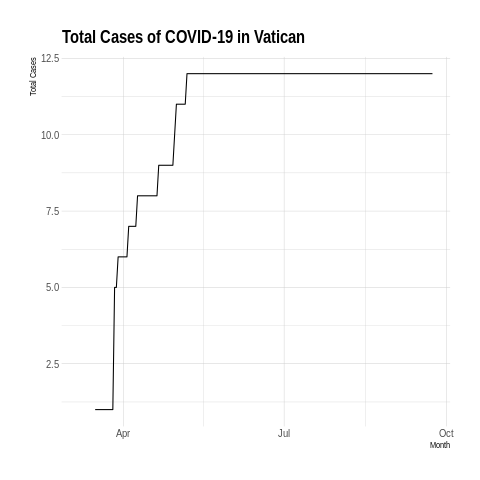 Total Cases of COVID-19 in Vatican
Total Cases
12.5
10.0
7.5
5.0
2.5
Apr
Jul
Oct
Month